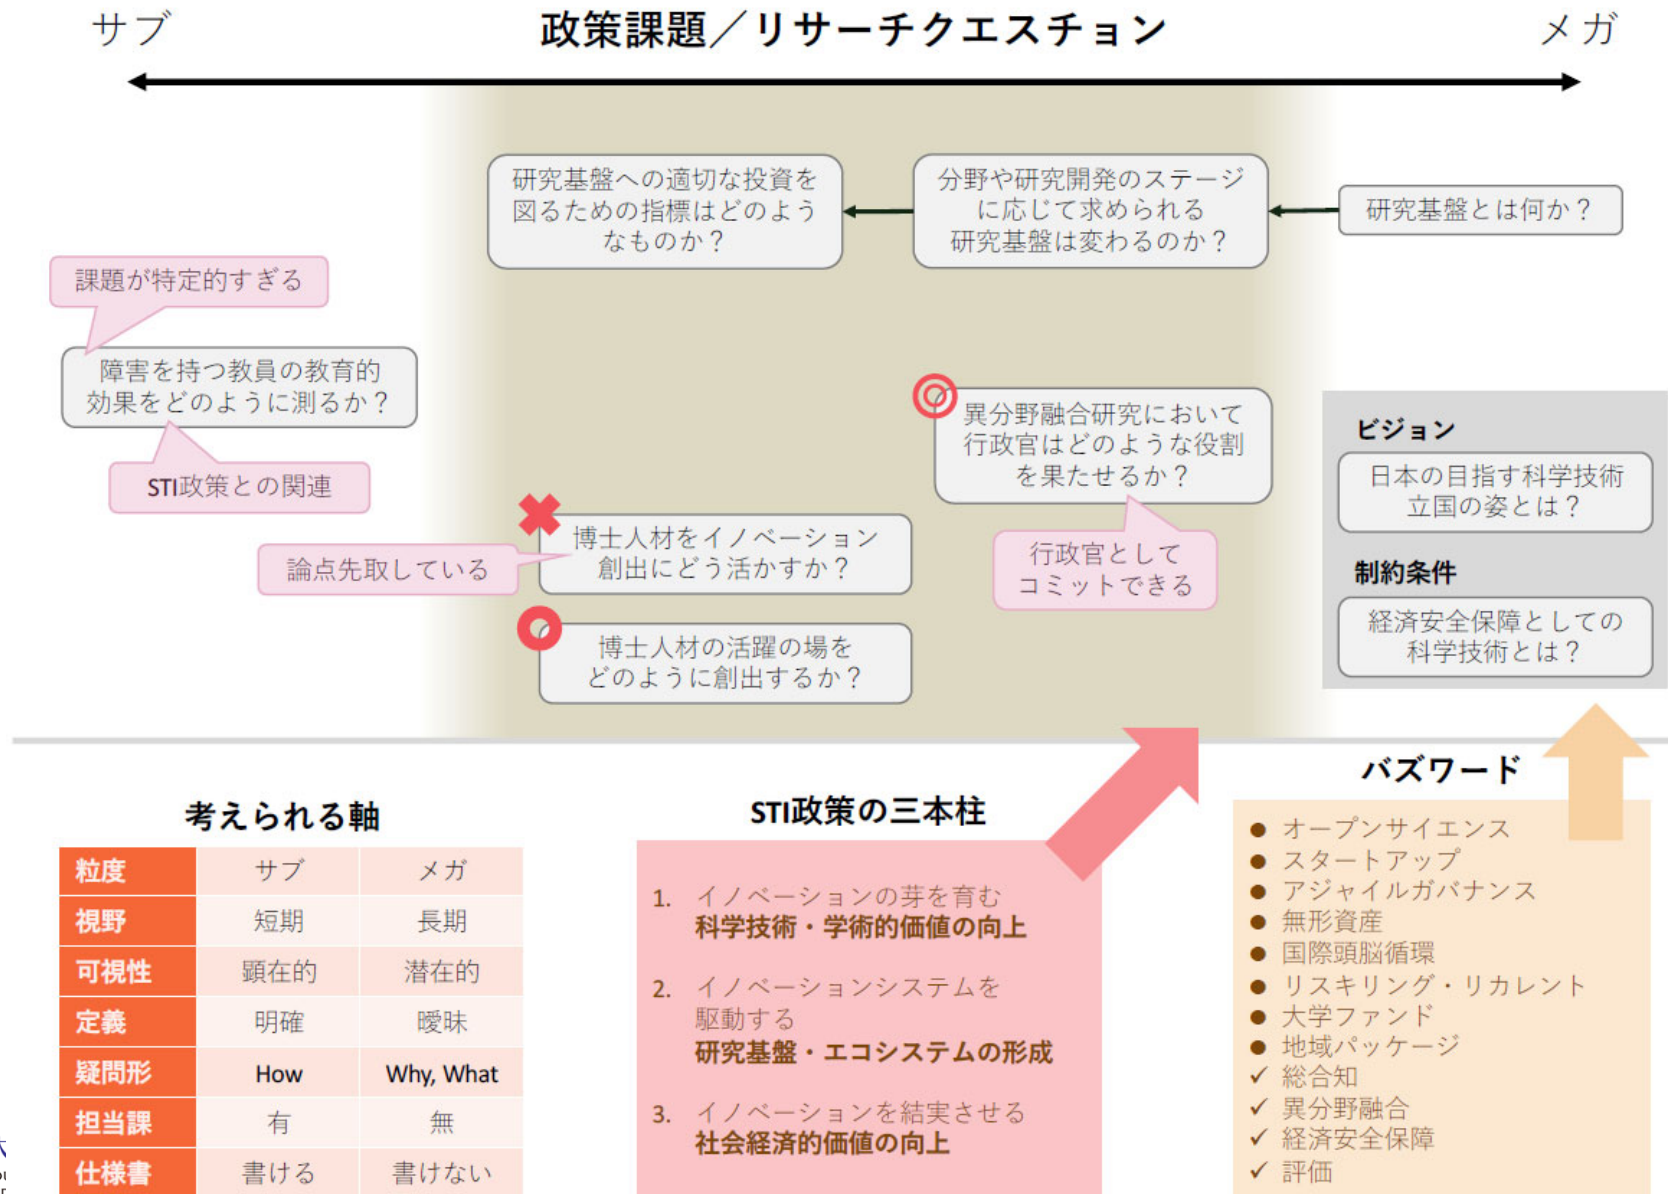 サブ
政策課題／リサーチクエスチョン
メガ
研究基盤への適切な投資を
図るための指標はどのよう
なものか？
分野や研究開発のステージ
に応じて求められる
研究基盤は変わるのか？
研究基盤とは何か？
課題が特定的すぎる
障害を持つ教員の教育的
効果をどのように測るか？
STI政策との関連
異分野融合研究において
行政官はどのような役割
を果たせるか？
行政官として
コミットできる
博士人材をイノベーション
創出にどう活かすか？
論点先取している
博士人材の活躍の場を
どのように創出するか？
ビジョン
日本の目指す科学技術
立国の姿とは？
制約条件
経済安全保障としての
科学技術とは？
考えられる軸
粒度 サブ メガ
視野 短期 長期
可視性 顕在的 潜在的
定義 明確 曖昧
疑問形 How Why, What
担当課 有 無
仕様書 書ける 書けない
STI政策の三本柱
1. イノベーションの芽を育む
科学技術・学術的価値の向上
2. イノベーションシステムを
駆動する
研究基盤・エコシステムの形成
3. イノベーションを結実させる
社会経済的価値の向上
バズワード
● オープンサイエンス
● スタートアップ
● アジャイルガバナンス
● 無形資産
● 国際頭脳循環
● リスキリング・リカレント
● 大学ファンド
● 地域パッケージ
✓ 総合知
✓ 異分野融合
✓ 経済安全保障
✓ 評価